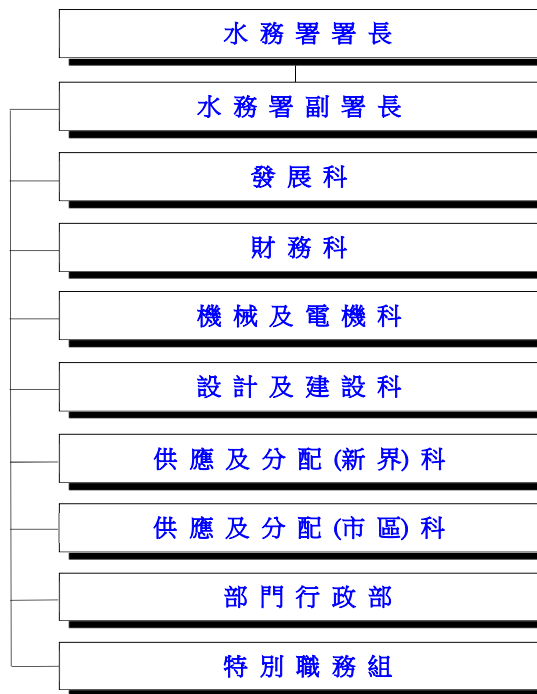 水務署署長
水務署副署長
發展科
財務科
機械及電機科
設計及建設科
供應及分配(新界)科
供應及分配(市區)科
部門行政部
特別職務組